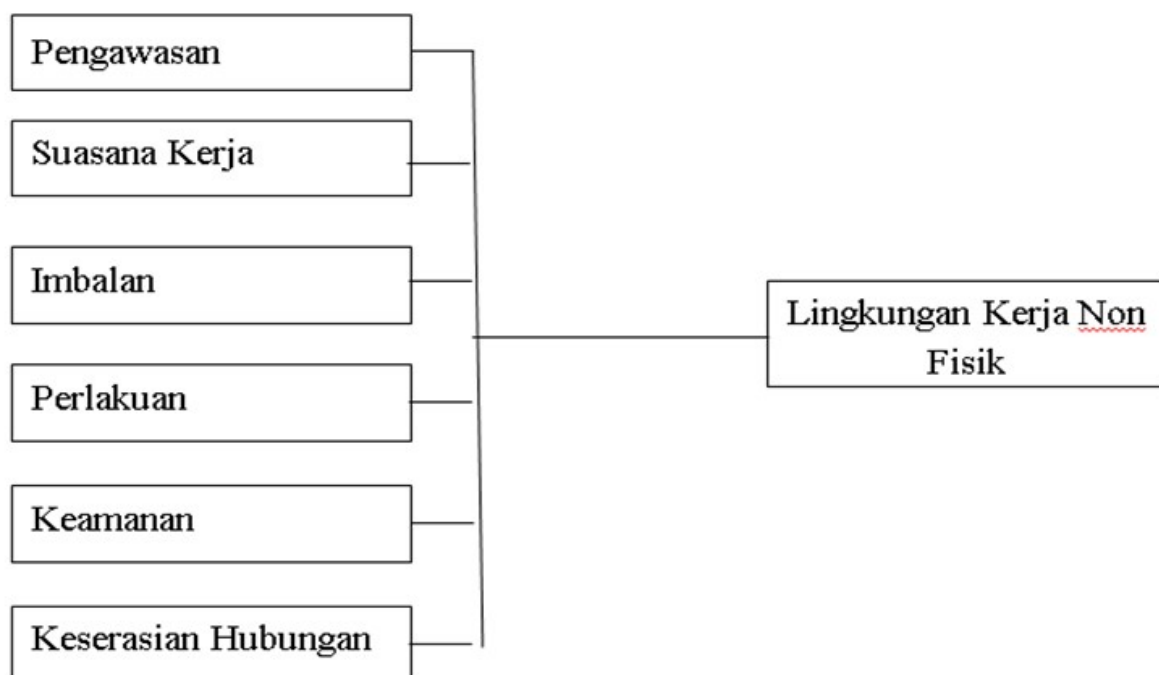 Pengawasan
Suasana Kerja
Imbalan
Perlakuan
Keamanan
Keserasian Hubungan
Lingkungan Kerja Non
Fisik